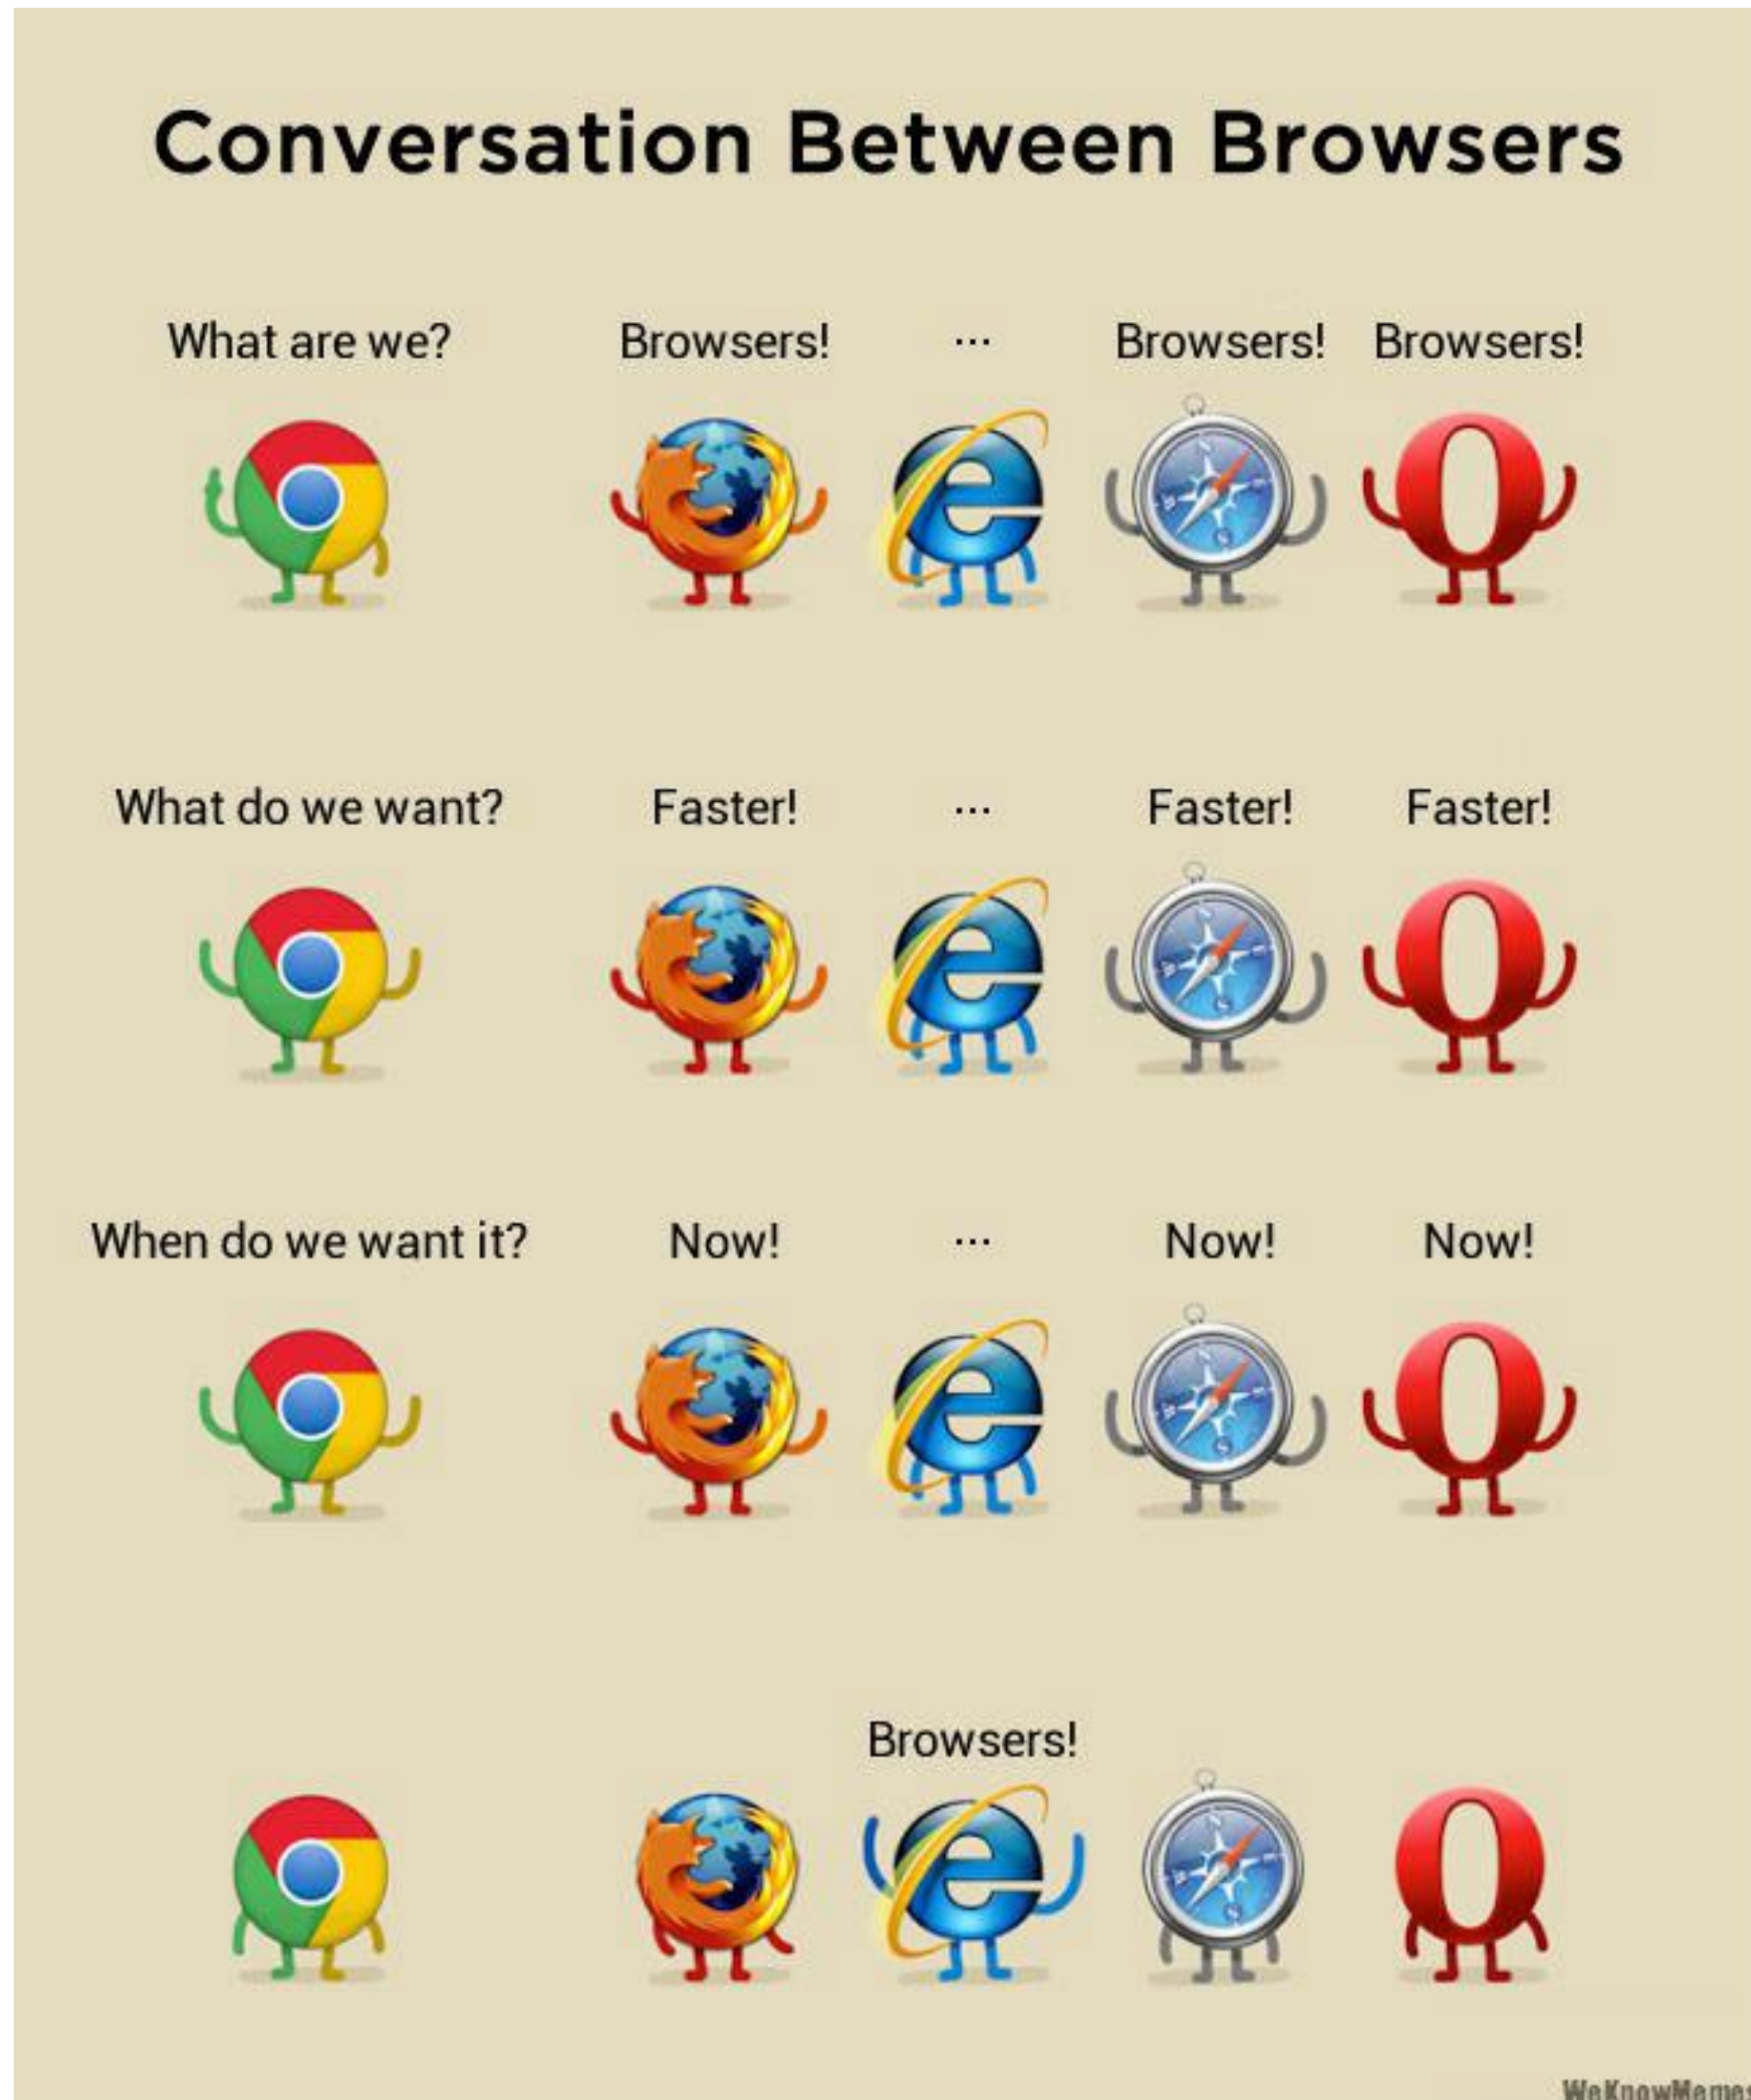 Conversation Between Browsers
What are we? Browsers! ... Browsers! Browsers!
What do we want? Faster! ... Faster! Faster!
When do we want it? Now! ... Now! Now!
Browsers!
WeKnowMemes